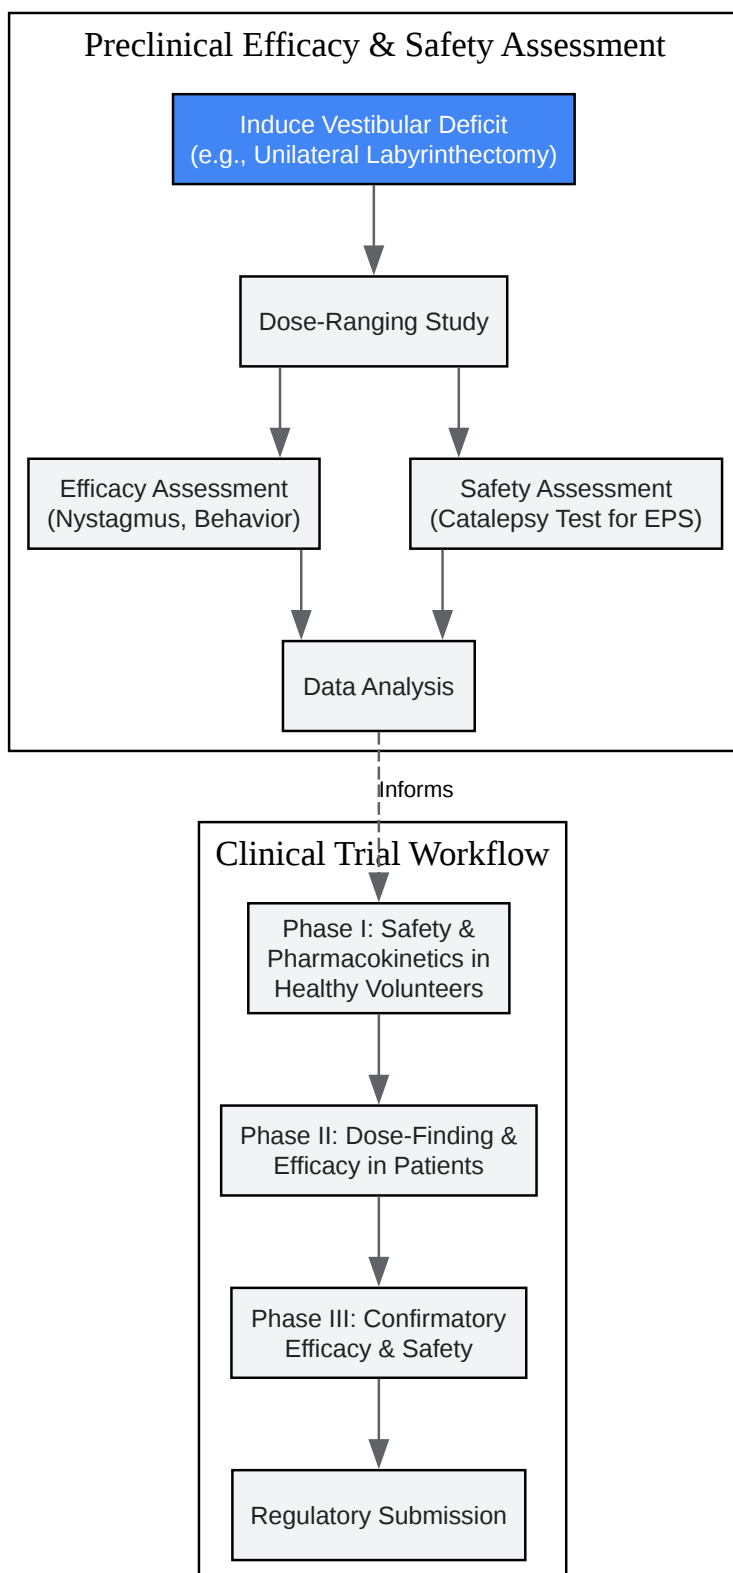 Preclinical Efficacy & Safety Assessment
Induce Vestibular Deficit
(e.g., Unilateral Labyrinthectomy)
Dose-Ranging Study
Efficacy Assessment
(Nystagmus, Behavior)
Safety Assessment
(Catalepsy Test for EPS)
Data Analysis
Informs
Clinical Trial Workflow
Phase I: Safety &
Pharmacokinetics in
Healthy Volunteers
Phase II: Dose-Finding &
Efficacy in Patients
Phase III: Confirmatory
Efficacy & Safety
Regulatory Submission